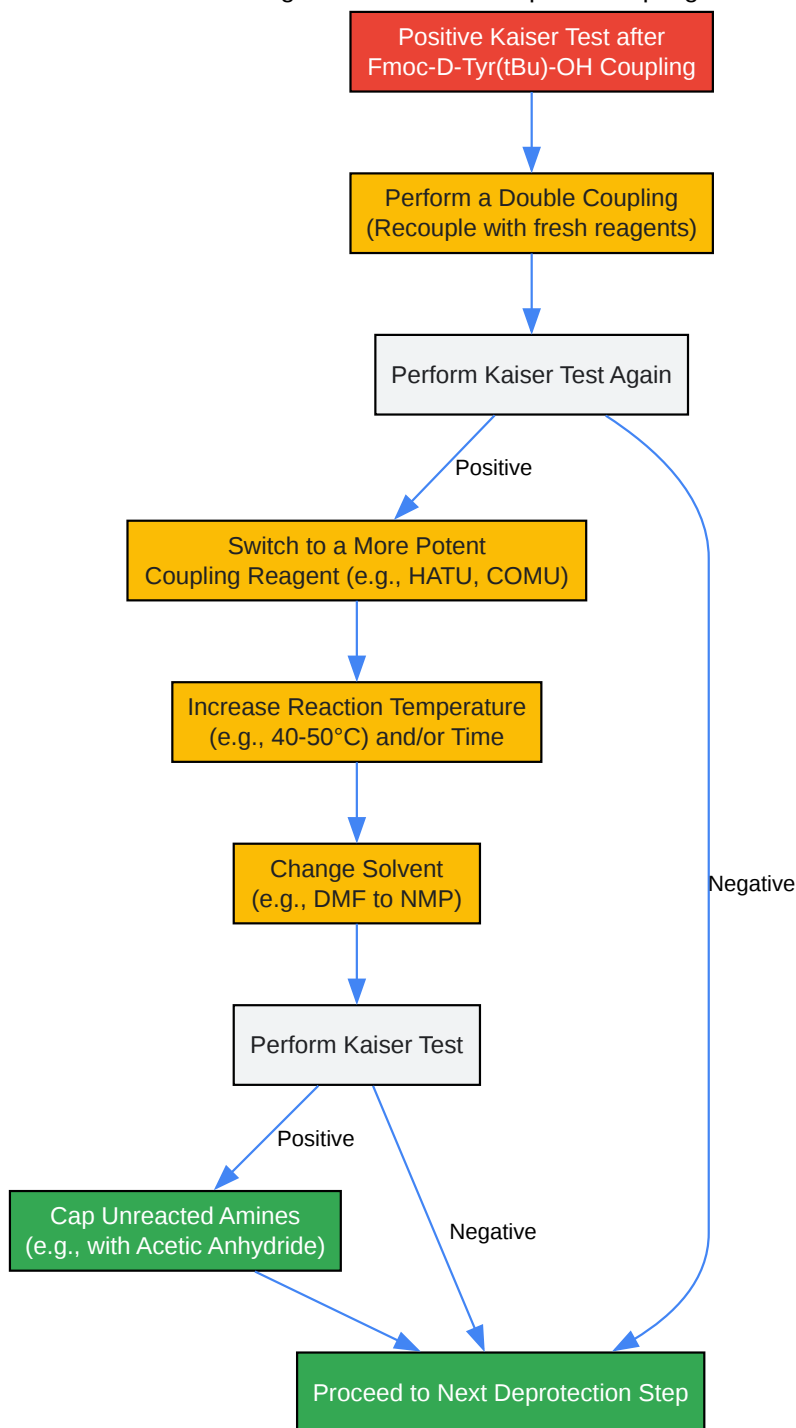 Positive Kaiser Test after
Fmoc-D-Tyr(tBu)-OH Coupling
Perform a Double Coupling
(Recouple with fresh reagents)
Perform Kaiser Test Again
Positive
Switch to a More Potent
Coupling Reagent (e.g., HATU, COMU)
Increase Reaction Temperature
(e.g., 40-50°C) and/or Time
Change Solvent
(e.g., DMF to NMP)
Negative
Perform Kaiser Test
Positive
Cap Unreacted Amines
(e.g., with Acetic Anhydride)
Negative
Proceed to Next Deprotection Step